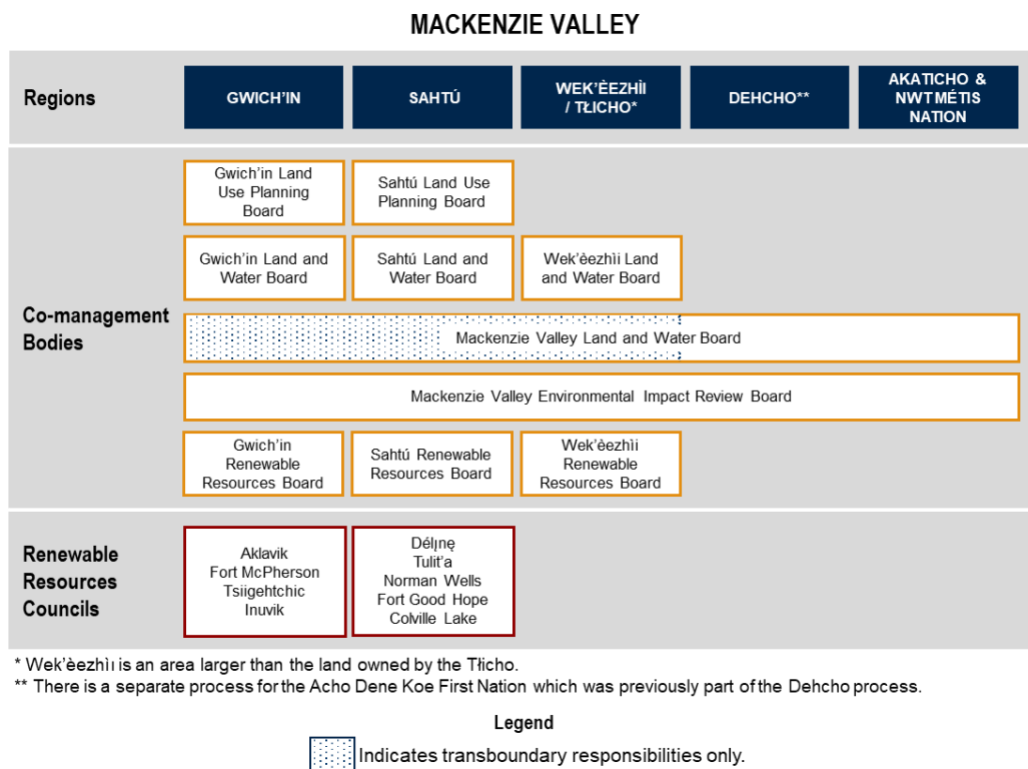 MACKENZIE VALLEY
Regions
GWICH'IN
SAHTÚ
WEK'ÈEZHÌI
/ TŁICHO*
DEHCHO**
AKATICHO &
NWT MÉTIS
NATION
Co-management
Bodies
Gwich'in Land
Use Planning
Board
Sahtú Land Use
Planning Board
Gwich'in Land and
Water Board
Sahtú Land and
Water Board
Wek'èezhìi Land
and Water Board
Mackenzie Valley Land and Water Board
Mackenzie Valley Environmental Impact Review Board
Gwich'in
Renewable
Resources Board
Sahtú Renewable
Resources Board
Wek'èezhìi
Renewable
Resources Board
Renewable
Resources
Councils
Aklavik
Fort McPherson
Tsiigehtchic
Inuvik
Délı̨nę
Tulit'a
Norman Wells
Fort Good Hope
Colville Lake
* Wek'èezhìı is an area larger than the land owned by the Tłicho.
** There is a separate process for the Acho Dene Koe First Nation which was previously part of the Dehcho process.
Legend
Indicates transboundary responsibilities only.